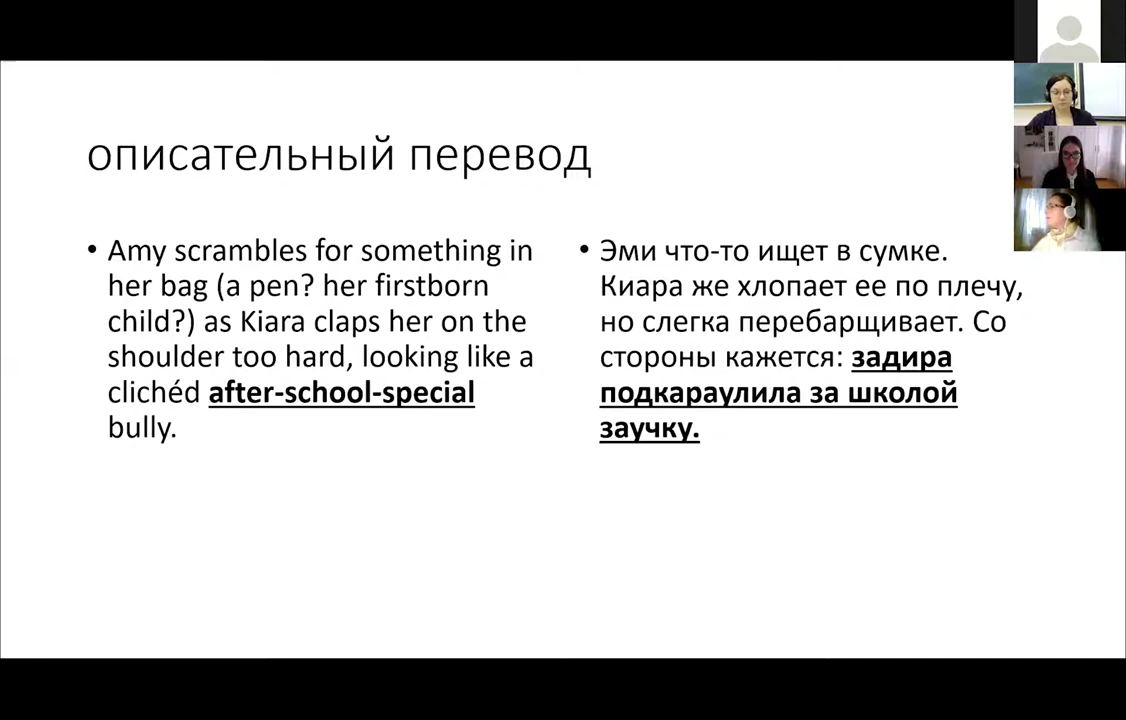 описательный перевод
• Amy scrambles for something in
her bag (a pen? her firstborn
child?) as Kiara claps her on the
shoulder too hard, looking like a
clichéd after-school-special
bully.
• Эми что-то ищет в сумке.
Киара же хлопает ее по плечу,
но слегка перебарщивает. Со
стороны кажется: задира
подкараулила за школой
заучку.